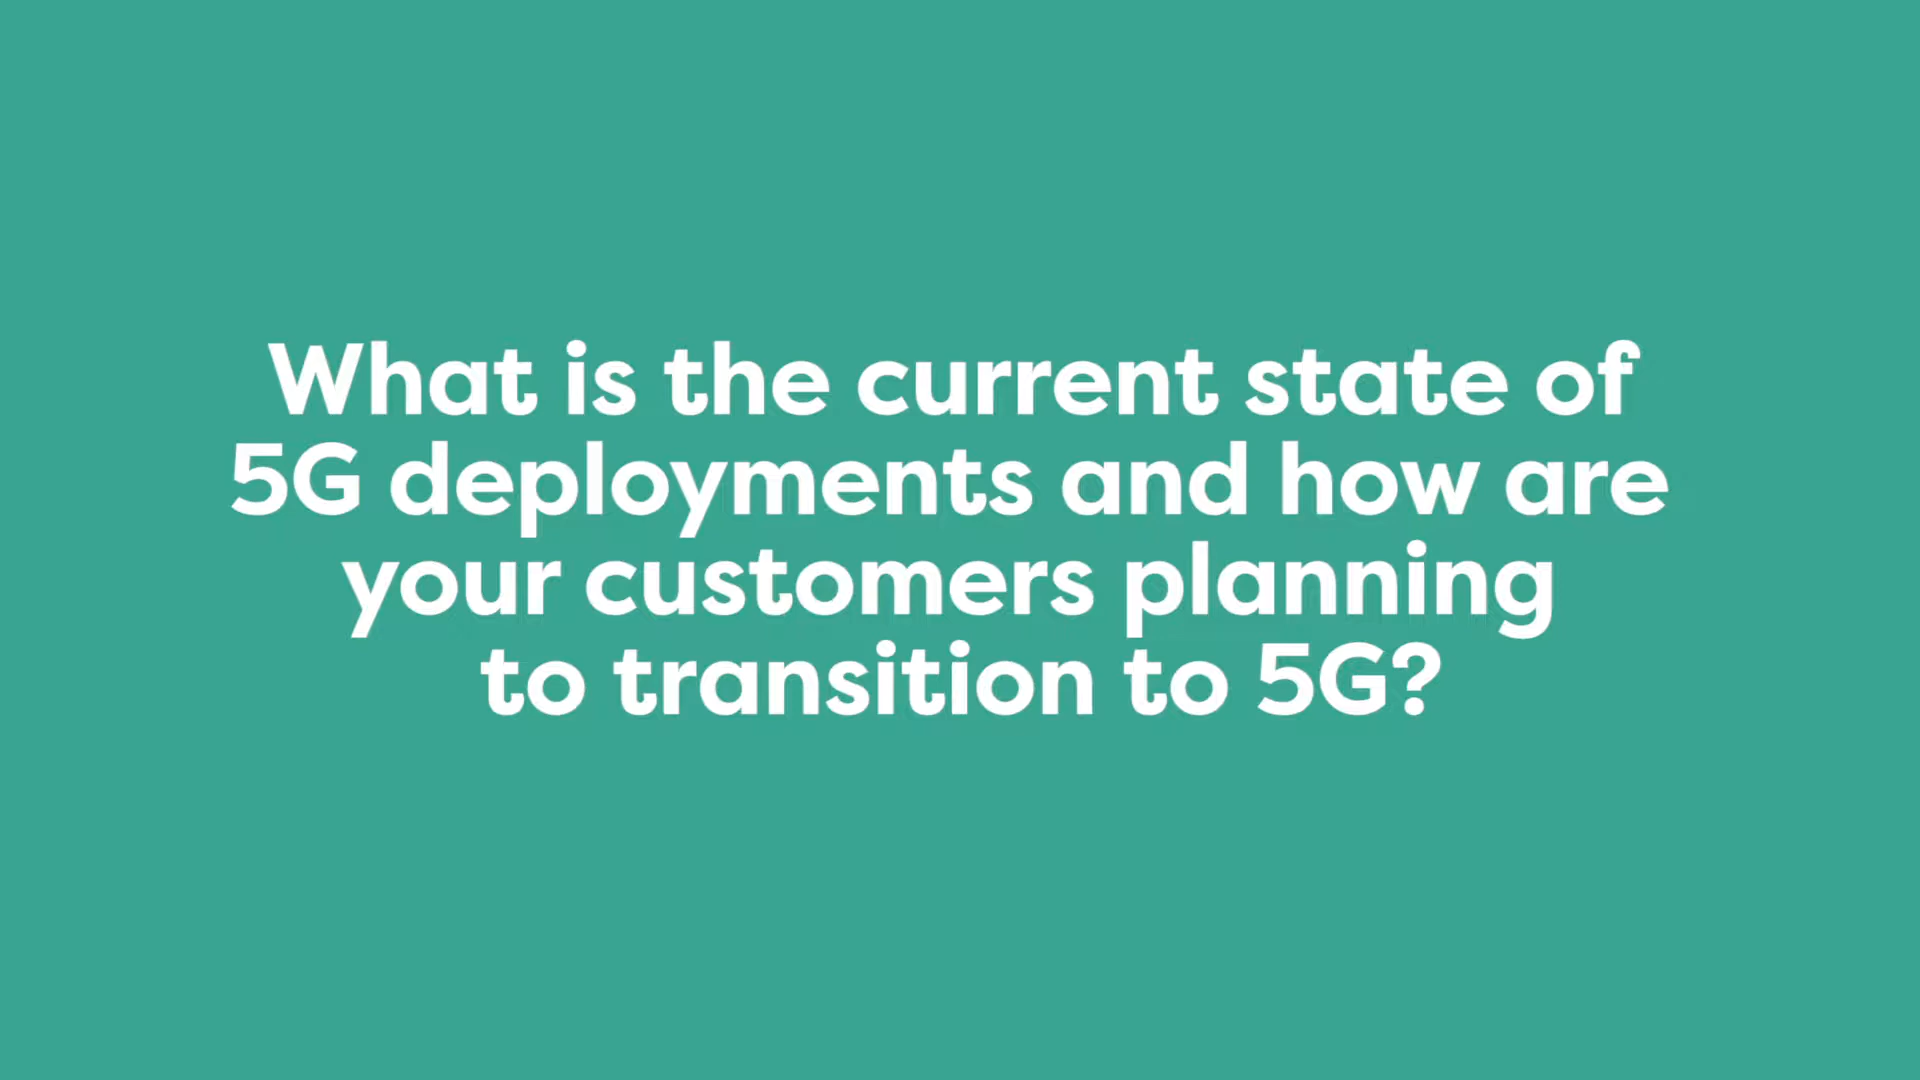 What is the current state of
5G deployments and how are
your customers planning
to transition to 5G?